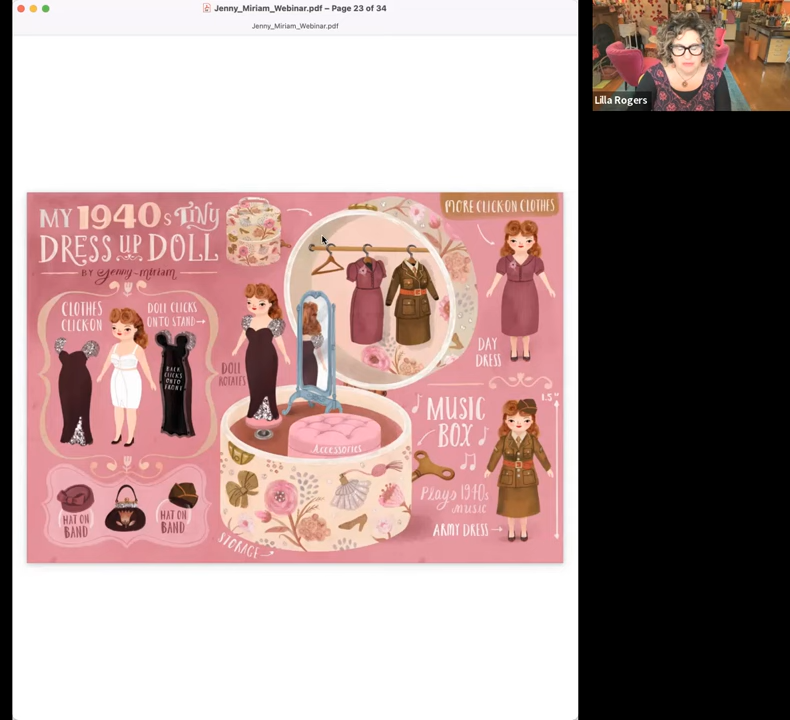 Jenny_Miriam_Webinar.pdf – Page 23 of 34
Jenny_Miriam_Webinar.pdf
Lilla Rogers
MY 1940s TiNY
DRESS UP DOLL
BY @jenny-miriam
MORE CLICK ON CLOTHES
CLOTHES
CLICK ON
DOLL CLICKS
ONTO STAND→
BACK
CLICKS
ONTO
FRONT
DOLL
ROTATES
DAY
DRESS
Accessories
MUSIC
BOX
Plays 1940s
music
1.5"
HAT ON
BAND
HAT ON
BAND
ARMY DRESS→
STORAGE→